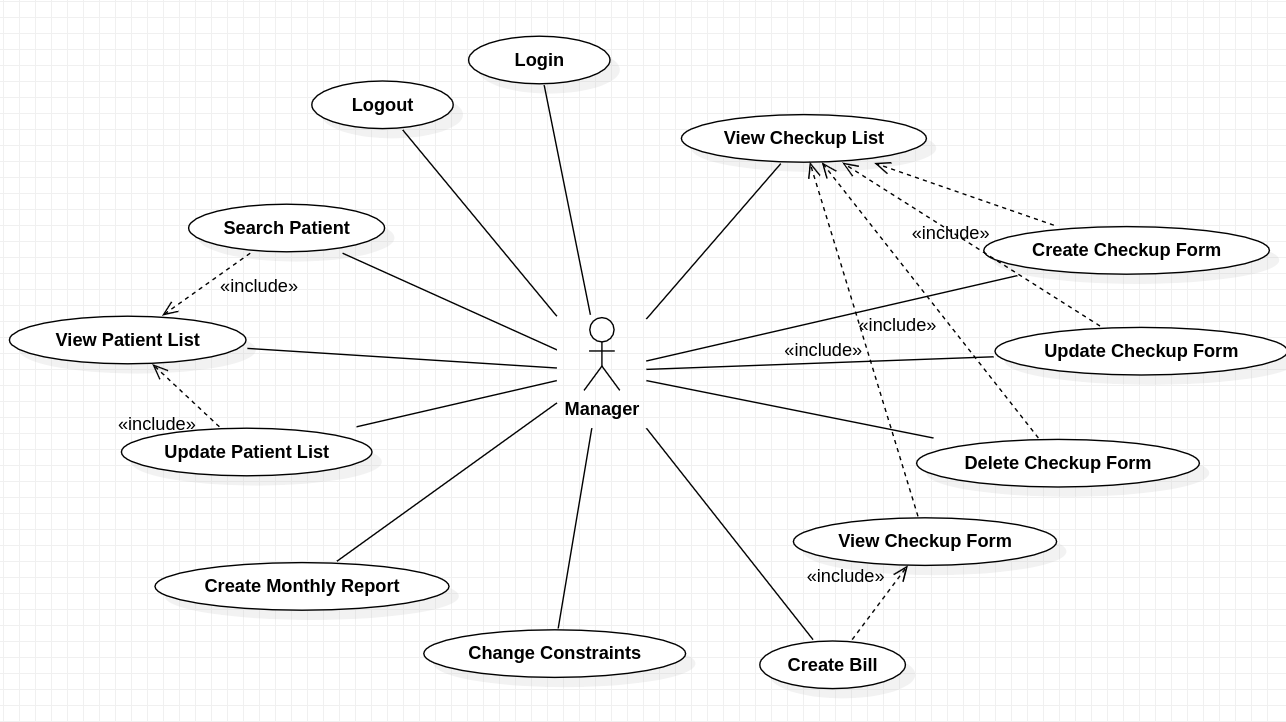 Login
Logout
View Checkup List
Search Patient
«include»
Create Checkup Form
«include»
View Patient List
«include»
«include»
Update Checkup Form
Manager
«include»
Update Patient List
Delete Checkup Form
View Checkup Form
«include»
Create Monthly Report
Change Constraints
Create Bill